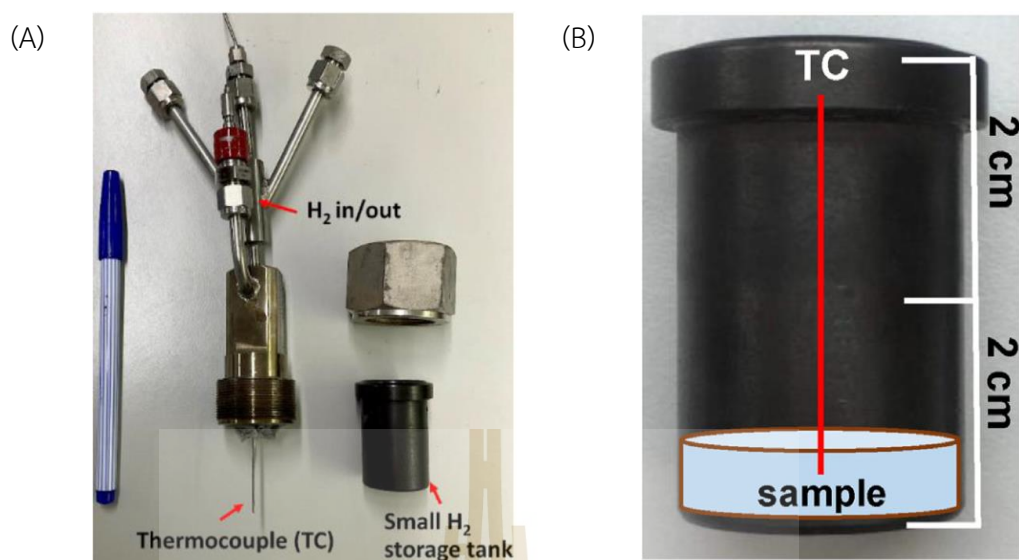 (A)
H₂ in/out
Thermocouple (TC)
Small H₂
storage tank
(B)
TC
2 cm
2 cm
sample